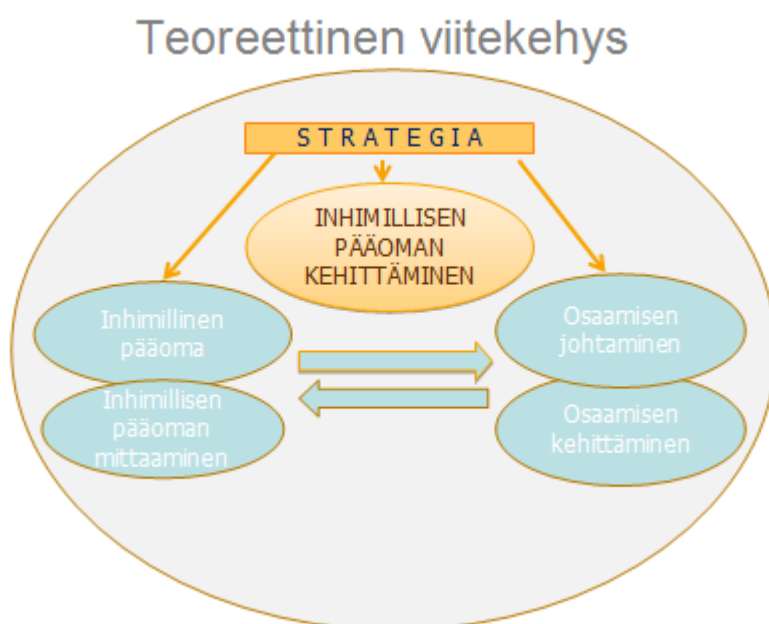 Teoreettinen viitekehys
STRATEGIA
INHIMILLISEN
PÄÄOMAN
KEHITTÄMINEN
Inhimillinen
pääoma
Inhimillisen
pääoman
mittaaminen
Osaamisen
johtaminen
Osaamisen
kehittäminen